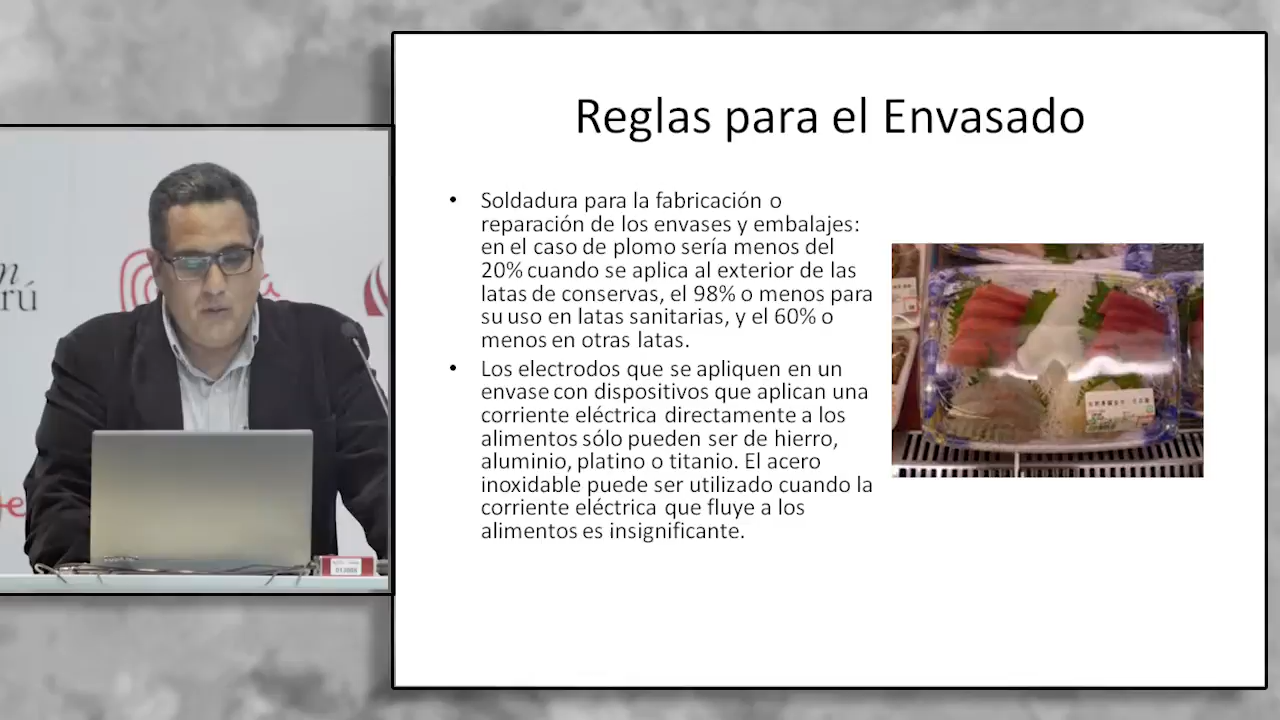 Reglas para el Envasado
• Soldadura para la fabricación o
reparación de los envases y embalajes:
en el caso de plomo sería menos del
20% cuando se aplica al exterior de las
latas de conservas, el 98% o menos para
su uso en latas sanitarias, y el 60% o
menos en otras latas.
• Los electrodos que se apliquen en un
envase con dispositivos que aplican una
corriente eléctrica directamente a los
alimentos sólo pueden ser de hierro,
aluminio, platino o titanio. El acero
inoxidable puede ser utilizado cuando la
corriente eléctrica que fluye a los
alimentos es insignificante.